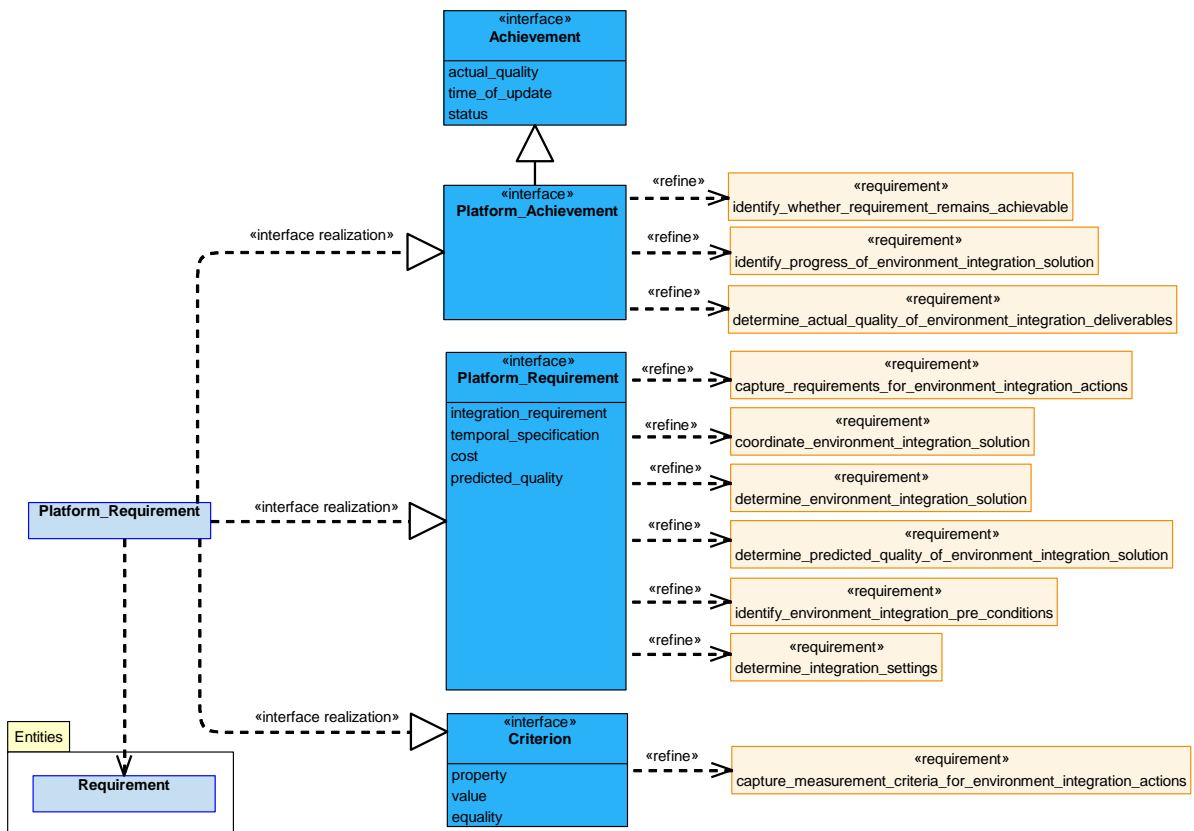 «interface»
Achievement
actual_quality
time_of_update
status
«interface»
Platform_Achievement
«refine»
«requirement»
identify_whether_requirement_remains_achievable
«interface realization»
«refine»
«requirement»
identify_progress_of_environment_integration_solution
«refine»
«requirement»
determine_actual_quality_of_environment_integration_deliverables
«interface»
Platform_Requirement
integration_requirement
temporal_specification
cost
predicted_quality
«refine»
«requirement»
capture_requirements_for_environment_integration_actions
«refine»
«requirement»
coordinate_environment_integration_solution
«refine»
«requirement»
determine_environment_integration_solution
Platform_Requirement
«interface realization»
«refine»
«requirement»
determine_predicted_quality_of_environment_integration_solution
«refine»
«requirement»
identify_environment_integration_pre_conditions
«refine»
«requirement»
determine_integration_settings
«interface realization»
«interface»
Criterion
property
value
equality
«refine»
«requirement»
capture_measurement_criteria_for_environment_integration_actions
Entities
Requirement